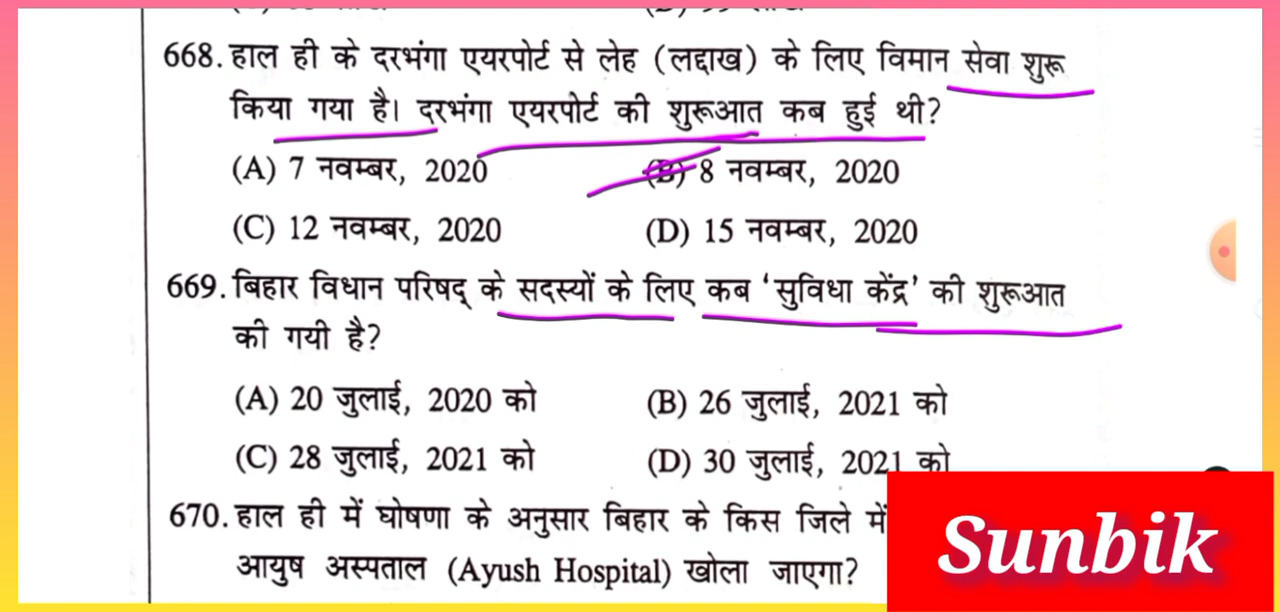 668. हाल ही के दरभंगा एयरपोर्ट से लेह (लद्दाख) के लिए विमान सेवा शुरू
किया गया है। दरभंगा एयरपोर्ट की शुरूआत कब हुई थी?
(A) 7 नवम्बर, 2020 (B) 8 नवम्बर, 2020
(C) 12 नवम्बर, 2020 (D) 15 नवम्बर, 2020
669. बिहार विधान परिषद् के सदस्यों के लिए कब ‘सुविधा केंद्र’ की शुरूआत
की गयी है?
(A) 20 जुलाई, 2020 को (B) 26 जुलाई, 2021 को
(C) 28 जुलाई, 2021 को (D) 30 जुलाई, 2021 को
670. हाल ही में घोषणा के अनुसार बिहार के किस जिले में
आयुष अस्पताल (Ayush Hospital) खोला जाएगा?
Sunbik